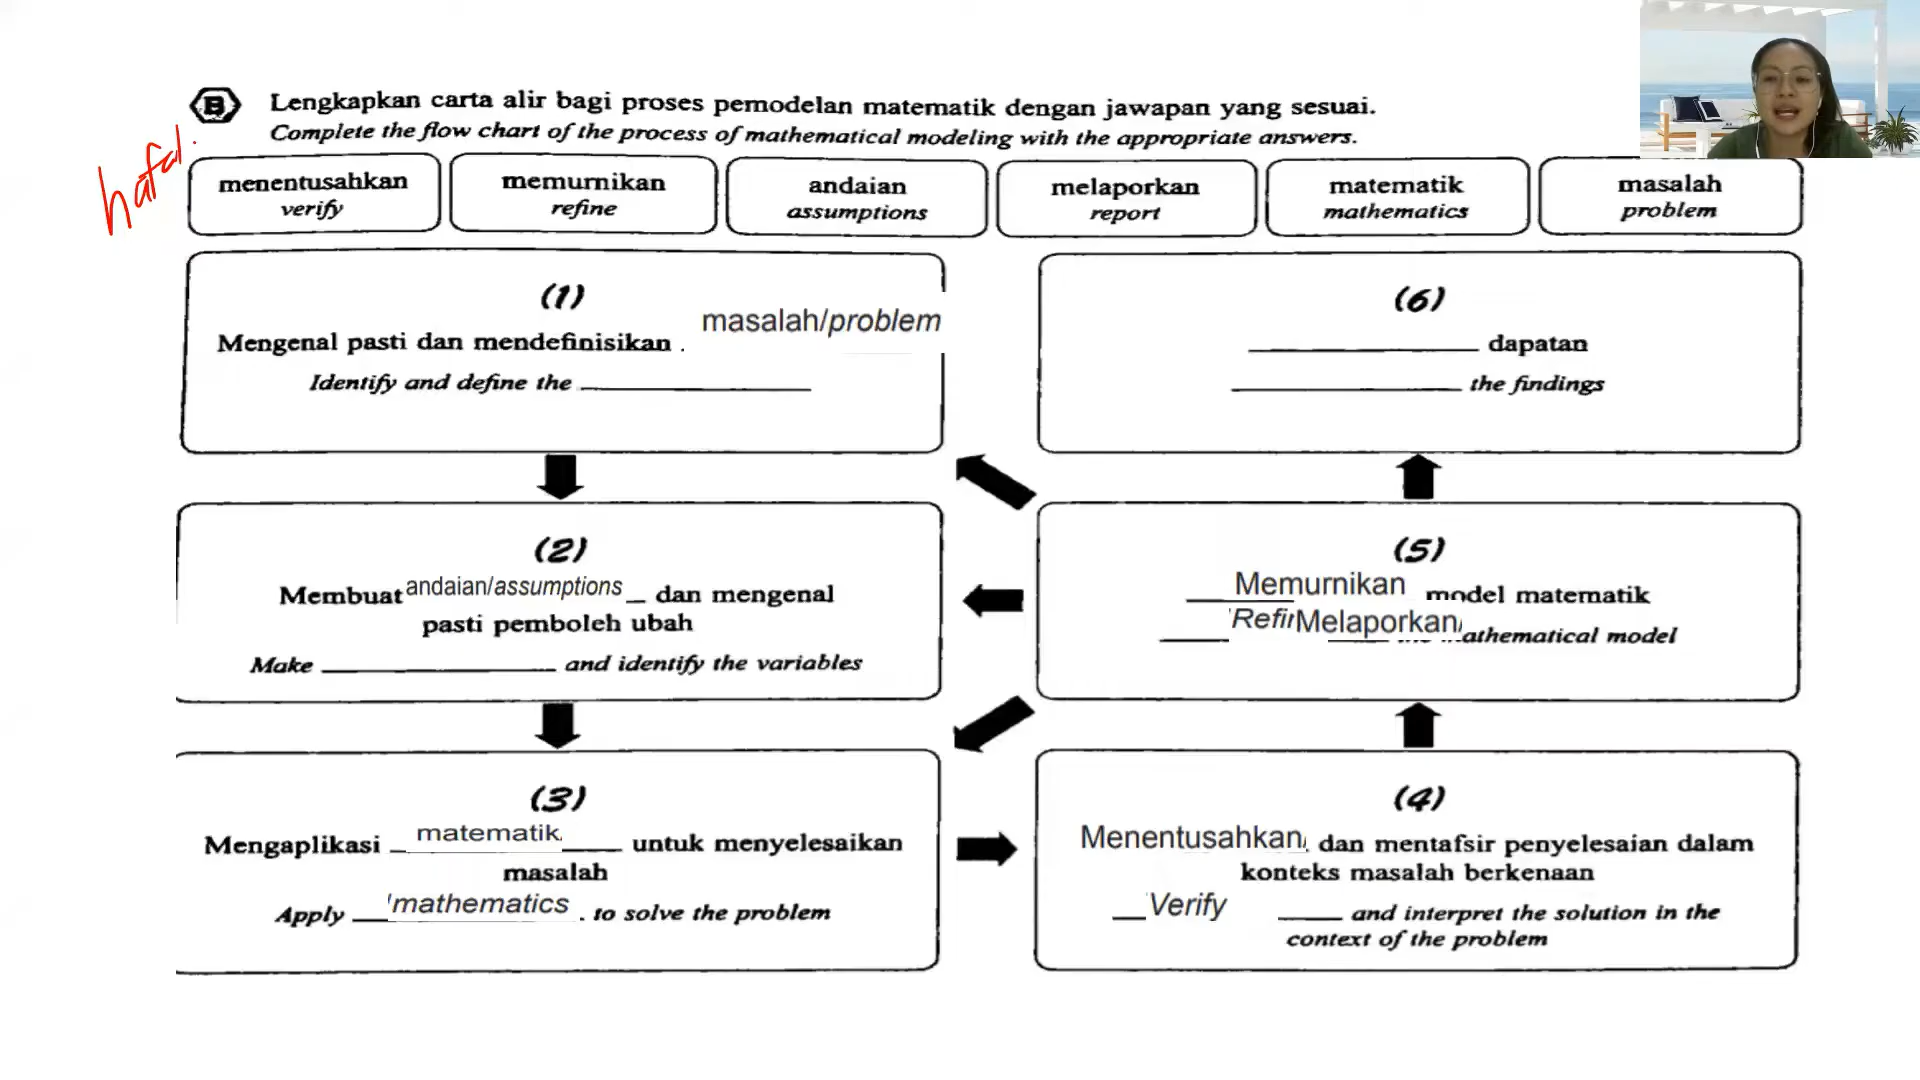 B Lengkapkan carta alir bagi proses pemodelan matematik dengan jawapan yang sesuai.
Complete the flow chart of the process of mathematical modeling with the appropriate answers.
hafal.
menentusahkan
verify
memurnikan
refine
andaian
assumptions
melaporkan
report
matematik
mathematics
masalah
problem
(1)
masalah/problem
Mengenal pasti dan mendefinisikan
Identify and define the
(2)
Membuat andaian/assumptions dan mengenal
pasti pemboleh ubah
Make and identify the variables
(3)
Mengaplikasi matematik untuk menyelesaikan
masalah
Apply /mathematics to solve the problem
(4)
Menentusahkan/ dan mentafsir penyelesaian dalam
konteks masalah berkenaan
Verify and interpret the solution in the
context of the problem
(5)
Memurnikan model matematik
Melaporkan/ mathematical model
(6)
dapatan
the findings